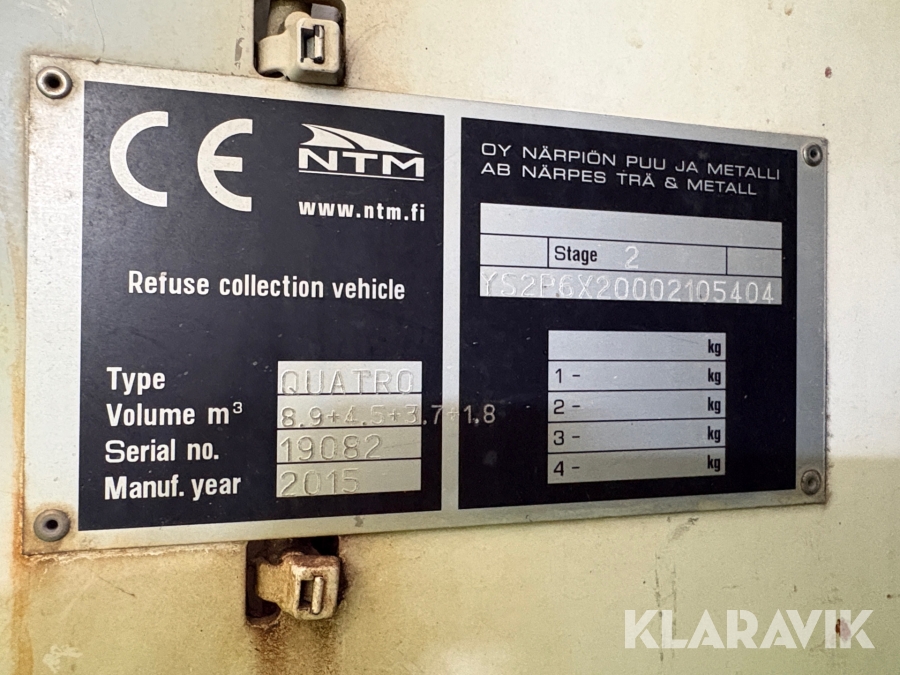 CE
NTM
www.ntm.fi
Refuse collection vehicle
Type QUATRO
Volume m³ 8.9+4.5+3.7+1.8
Serial no. 19082
Manuf. year 2015
OY NÄRPIÖN PUU JA METALLI
AB NÄRPES TRÄ & METALL
Stage 2
YS2P6X20002105404
kg
1 – kg
2 – kg
3 – kg
4 – kg
KLARAVIK